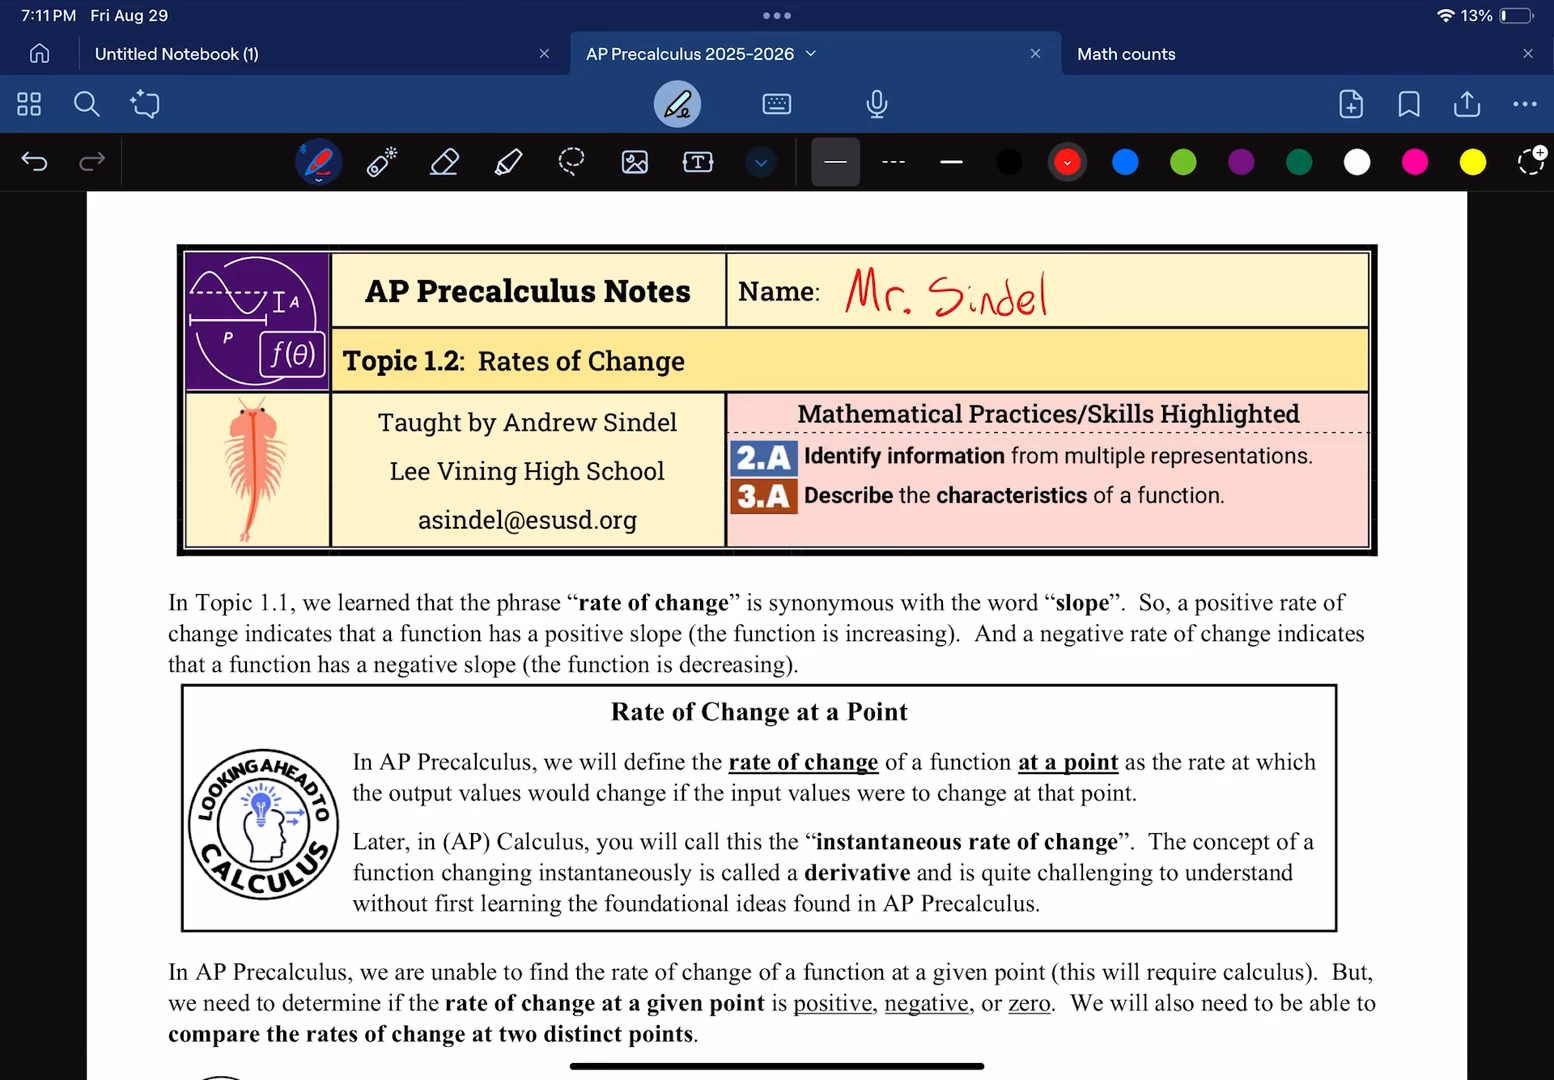 7:11 PM Fri Aug 29
13%
Untitled Notebook (1)
AP Precalculus 2025-2026
Math counts
T
A
P
f(θ)
AP Precalculus Notes
Name: Mr. Sindel
Topic 1.2: Rates of Change
Taught by Andrew Sindel
Lee Vining High School
asindel@esusd.org
Mathematical Practices/Skills Highlighted
2.A Identify information from multiple representations.
3.A Describe the characteristics of a function.
In Topic 1.1, we learned that the phrase “rate of change” is synonymous with the word “slope”. So, a positive rate of
change indicates that a function has a positive slope (the function is increasing). And a negative rate of change indicates
that a function has a negative slope (the function is decreasing).
Rate of Change at a Point
LOOKING AHEAD TO
CALCULUS
In AP Precalculus, we will define the rate of change of a function at a point as the rate at which
the output values would change if the input values were to change at that point.
Later, in (AP) Calculus, you will call this the “instantaneous rate of change”. The concept of a
function changing instantaneously is called a derivative and is quite challenging to understand
without first learning the foundational ideas found in AP Precalculus.
In AP Precalculus, we are unable to find the rate of change of a function at a given point (this will require calculus). But,
we need to determine if the rate of change at a given point is positive, negative, or zero. We will also need to be able to
compare the rates of change at two distinct points.